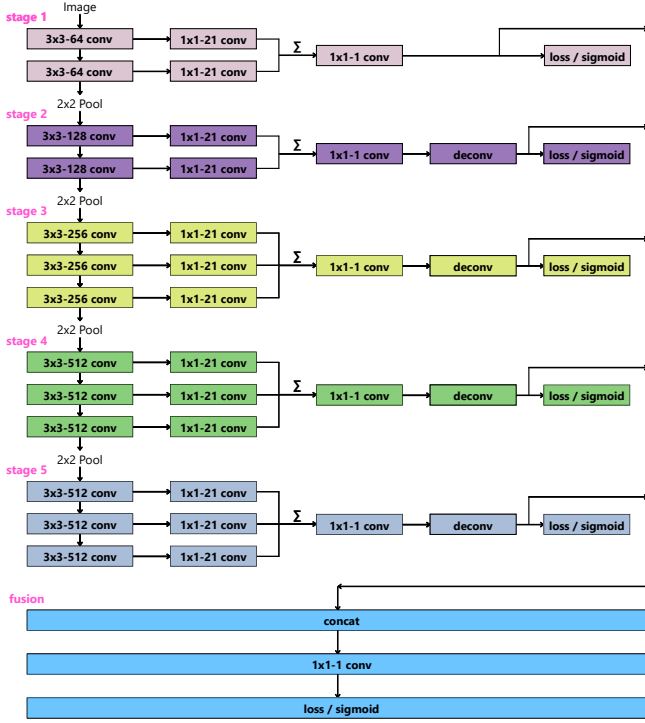 Image
stage 1
3x3-64 conv 1x1-21 conv Σ 1x1-1 conv loss / sigmoid
3x3-64 conv 1x1-21 conv
2x2 Pool
stage 2
3x3-128 conv 1x1-21 conv Σ 1x1-1 conv deconv loss / sigmoid
3x3-128 conv 1x1-21 conv
2x2 Pool
stage 3
3x3-256 conv 1x1-21 conv
3x3-256 conv 1x1-21 conv Σ 1x1-1 conv deconv loss / sigmoid
3x3-256 conv 1x1-21 conv
2x2 Pool
stage 4
3x3-512 conv 1x1-21 conv
3x3-512 conv 1x1-21 conv Σ 1x1-1 conv deconv loss / sigmoid
3x3-512 conv 1x1-21 conv
2x2 Pool
stage 5
3x3-512 conv 1x1-21 conv
3x3-512 conv 1x1-21 conv Σ 1x1-1 conv deconv loss / sigmoid
3x3-512 conv 1x1-21 conv
fusion
concat
1x1-1 conv
loss / sigmoid